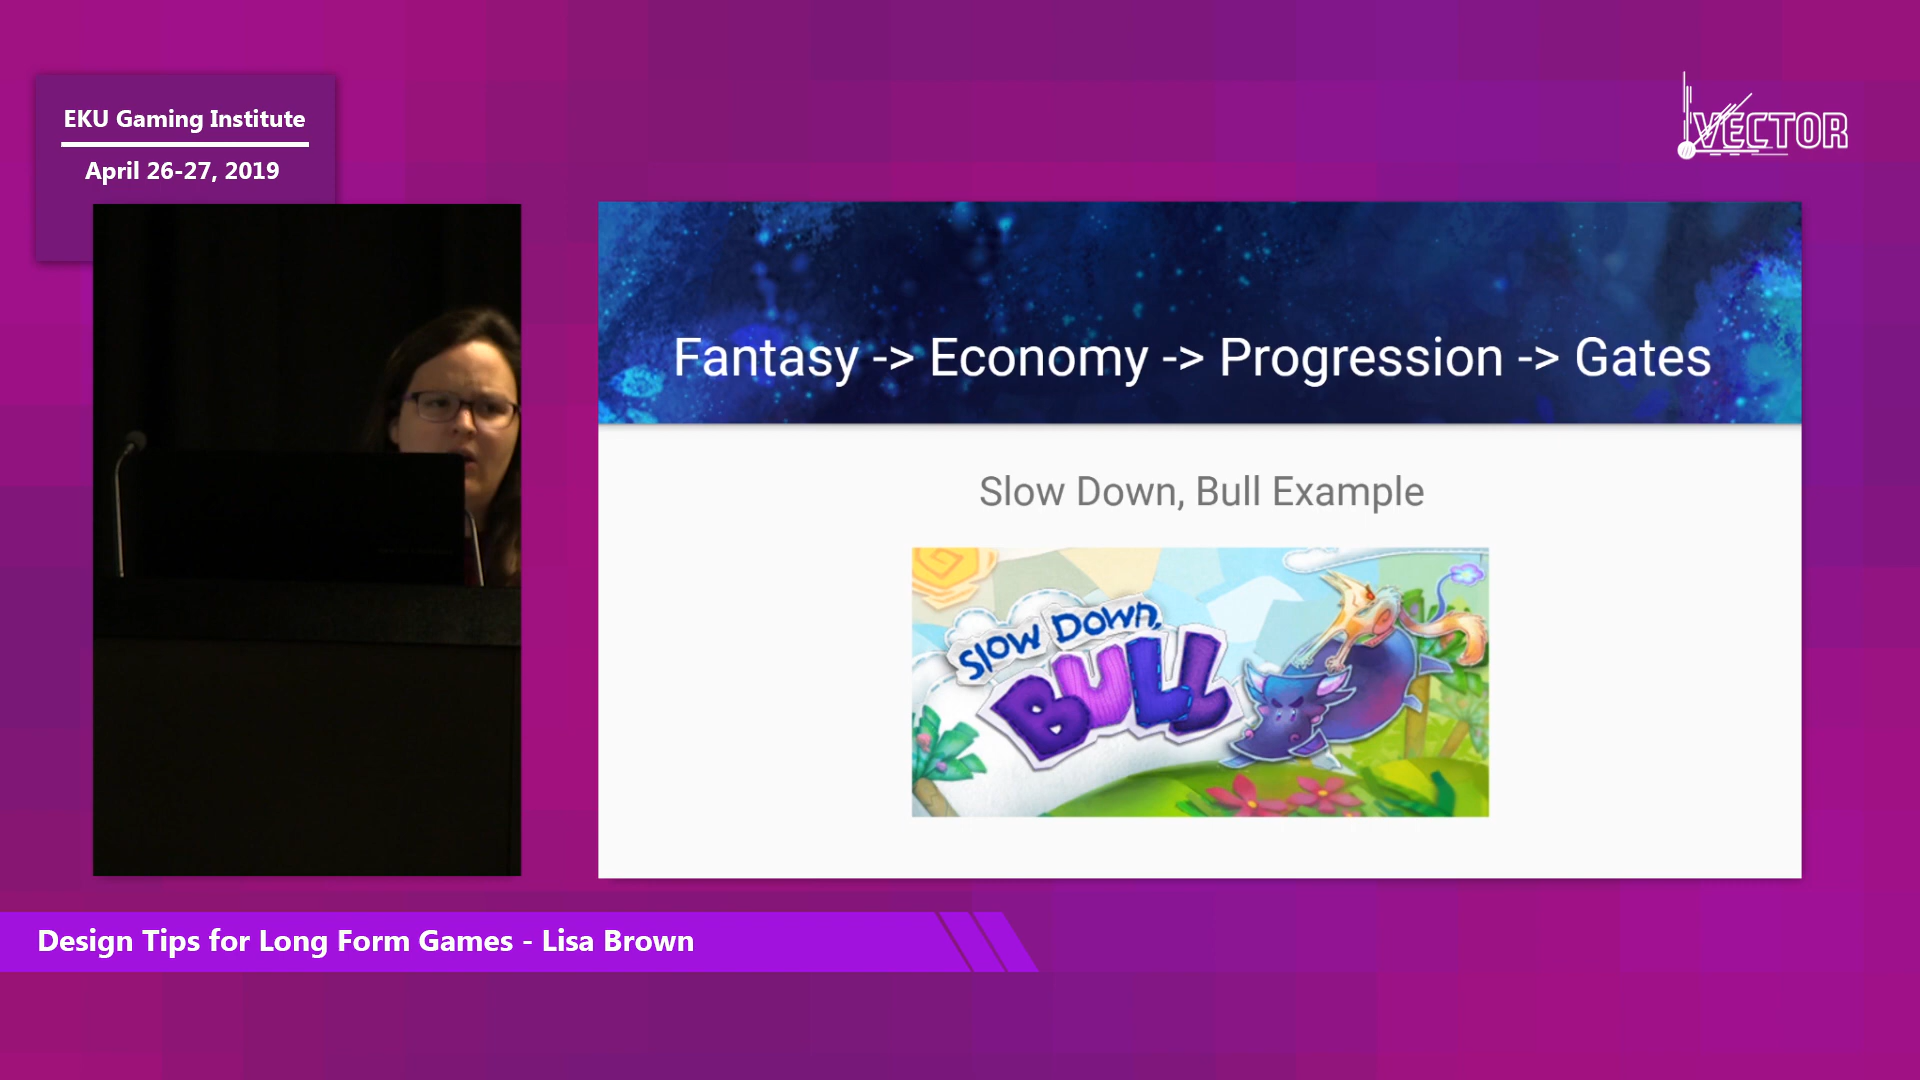 EKU Gaming Institute
April 26-27, 2019
VECTOR
Fantasy -> Economy -> Progression -> Gates
Slow Down, Bull Example
Slow Down,
BULL
Design Tips for Long Form Games - Lisa Brown